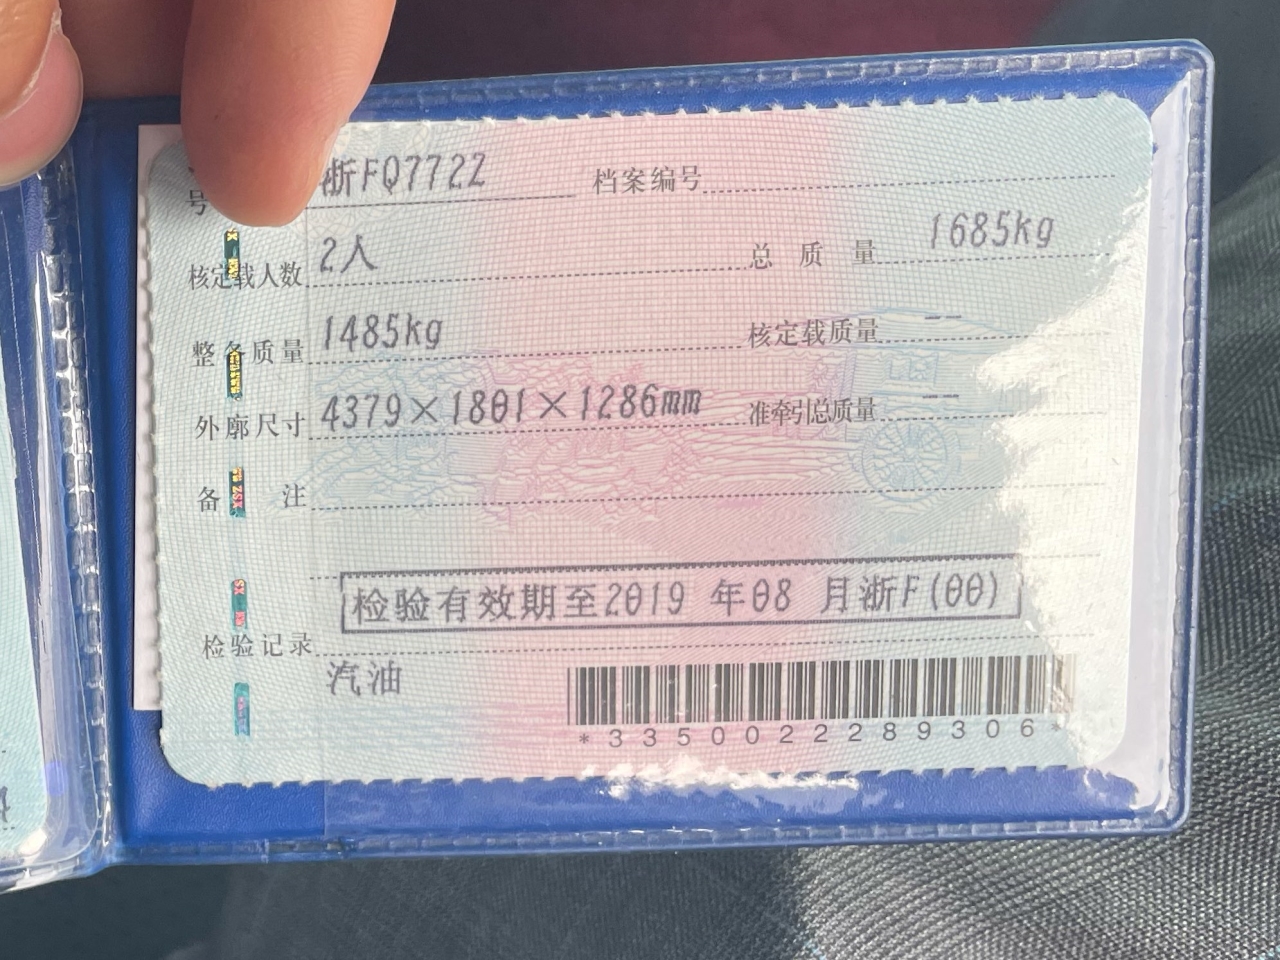 号 浙FQ7722 档案编号
核定载人数 2人 总质量 1685kg
整备质量 1485kg 核定载质量 --
外廓尺寸 4379×1801×1286mm 准牵引总质量 --
备注
检验有效期至2019 年08 月浙F(00)
检验记录
汽油
*3350022289306*